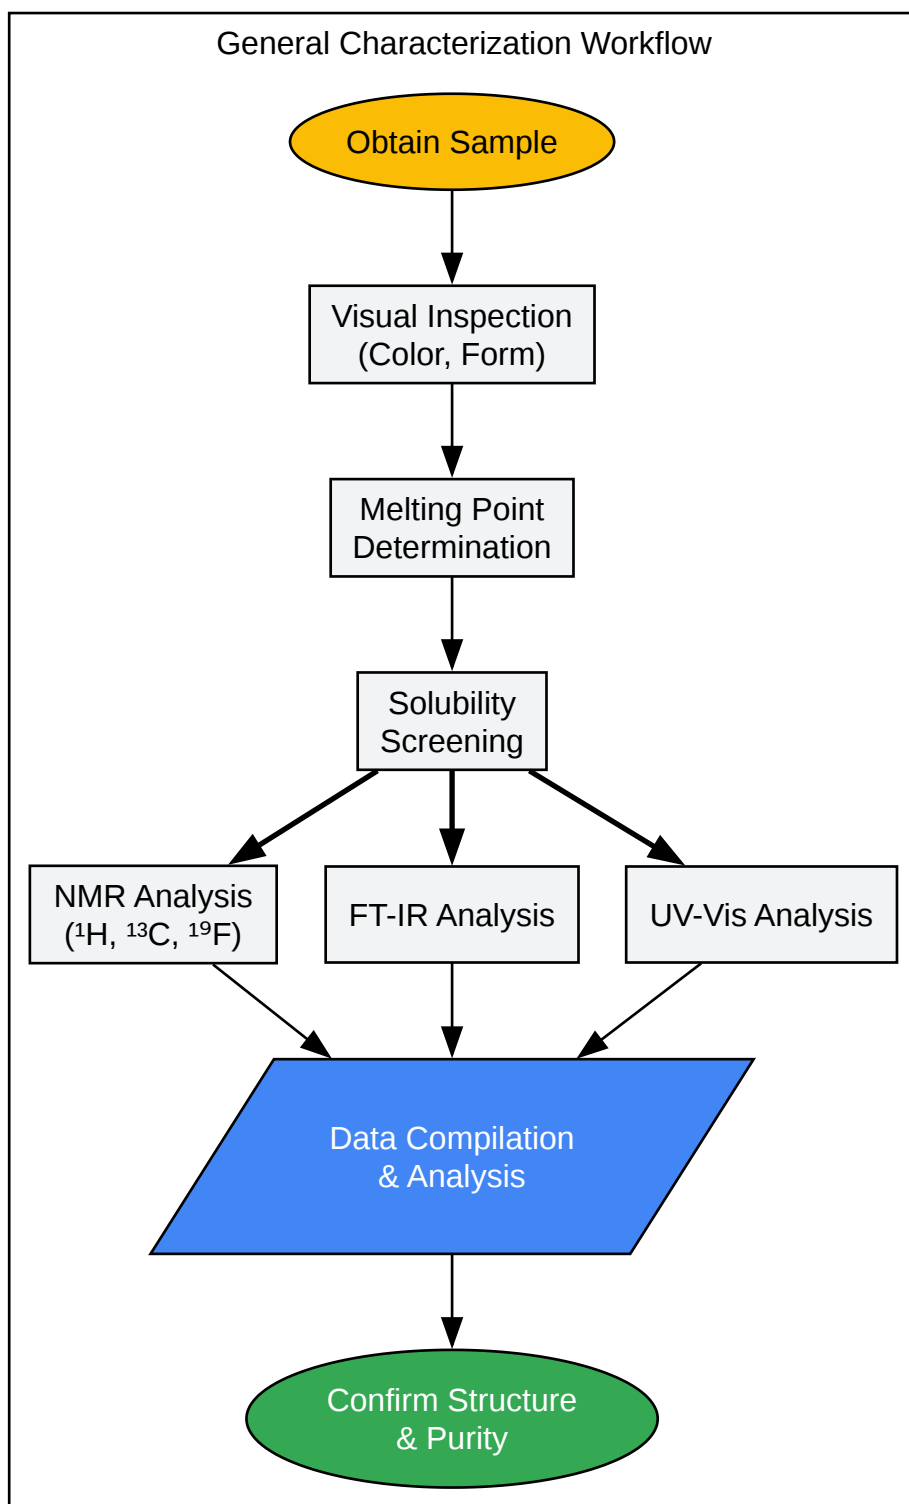 General Characterization Workflow
Obtain Sample
Visual Inspection
(Color, Form)
Melting Point
Determination
Solubility
Screening
NMR Analysis
(¹H, ¹³C, ¹⁹F)
FT-IR Analysis
UV-Vis Analysis
Data Compilation
& Analysis
Confirm Structure
& Purity